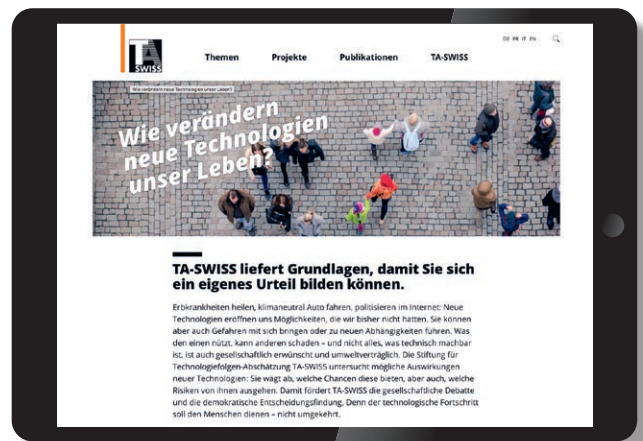 TA
SWISS
DE FR IT EN
Themen Projekte Publikationen TA-SWISS
Wie verändern neue Technologien unser Leben?
Wie verändern
neue Technologien
unser Leben?
TA-SWISS liefert Grundlagen, damit Sie sich
ein eigenes Urteil bilden können.
Erbkrankheiten heilen, klimaneutral Auto fahren, politisieren im Internet: Neue
Technologien eröffnen uns Möglichkeiten, die wir bisher nicht hatten. Sie können
aber auch Gefahren mit sich bringen oder zu neuen Abhängigkeiten führen. Was
den einen nützt, kann anderen schaden – und nicht alles, was technisch machbar
ist, ist auch gesellschaftlich erwünscht und umweltverträglich. Die Stiftung für
Technologiefolgen-Abschätzung TA-SWISS untersucht mögliche Auswirkungen
neuer Technologien: Sie wägt ab, welche Chancen diese bieten, aber auch, welche
Risiken von ihnen ausgehen. Damit fördert TA-SWISS die gesellschaftliche Debatte
und die demokratische Entscheidungsfindung. Denn der technologische Fortschritt
soll den Menschen dienen – nicht umgekehrt.